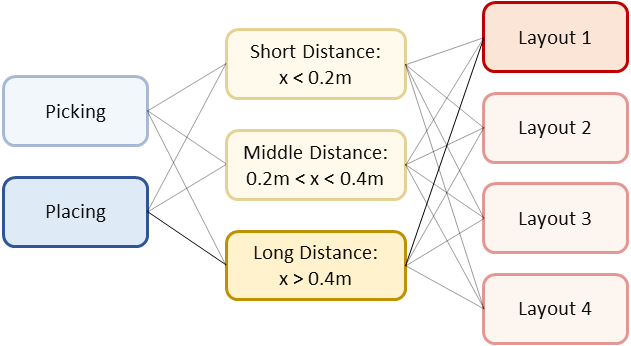 Picking
Placing
Short Distance:
x < 0.2m
Middle Distance:
0.2m < x < 0.4m
Long Distance:
x > 0.4m
Layout 1
Layout 2
Layout 3
Layout 4